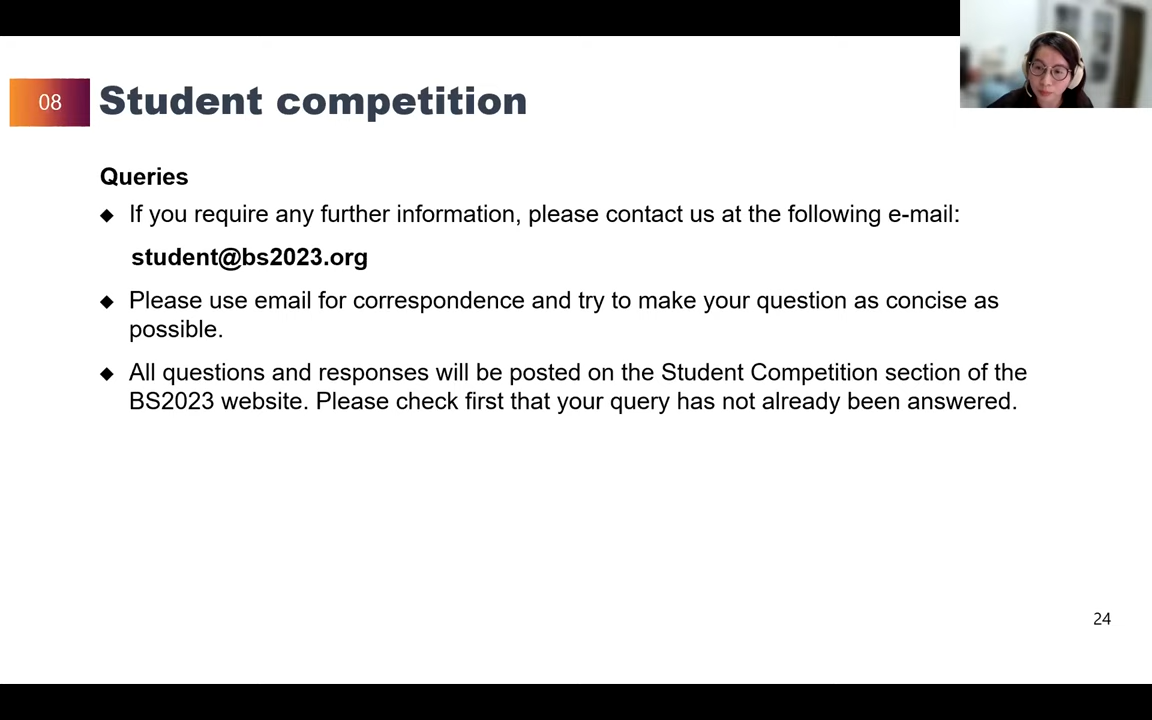 08
Student competition
Queries
◆ If you require any further information, please contact us at the following e-mail:
student@bs2023.org
◆ Please use email for correspondence and try to make your question as concise as
possible.
◆ All questions and responses will be posted on the Student Competition section of the
BS2023 website. Please check first that your query has not already been answered.
24